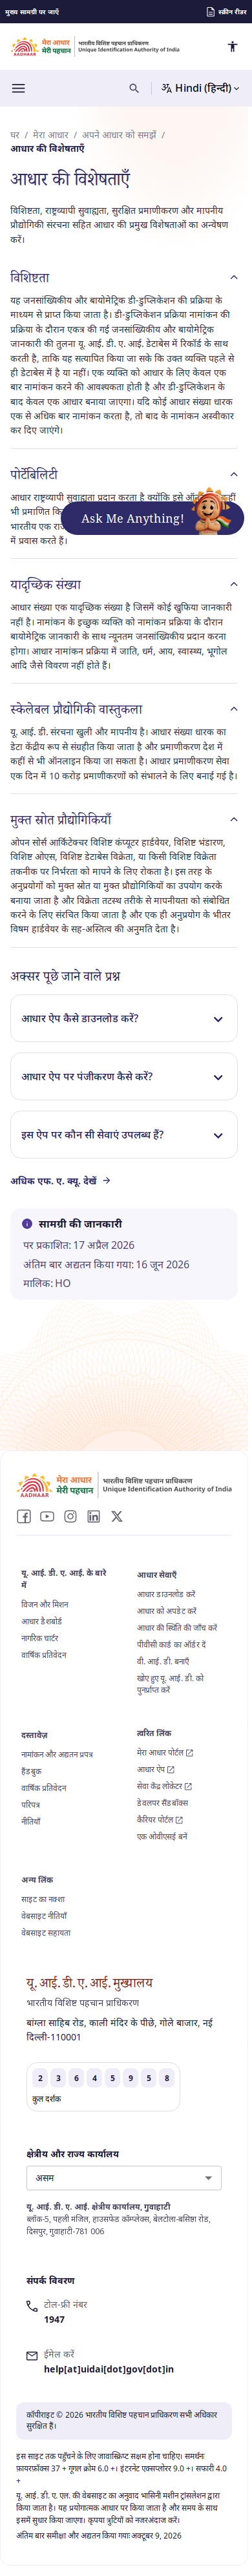 मुख्य सामग्री पर जाएँ
स्क्रीन रीडर
मेरा आधार
मेरी पहचान
AADHAAR
भारतीय विशिष्ट पहचान प्राधिकरण
Unique Identification Authority of India
Hindi (हिन्दी)
घर / मेरा आधार / अपने आधार को समझें /
आधार की विशेषताएँ
आधार की विशेषताएँ
विशिष्टता, राष्ट्रव्यापी सुवाह्यता, सुरक्षित प्रमाणीकरण और मापनीय
प्रौद्योगिकी संरचना सहित आधार की प्रमुख विशेषताओं का अन्वेषण
करें।
विशिष्टता
यह जनसांख्यिकीय और बायोमेट्रिक डी-डुप्लिकेशन की प्रक्रिया के
माध्यम से प्राप्त किया जाता है। डी-डुप्लिकेशन प्रक्रिया नामांकन की
प्रक्रिया के दौरान एकत्र की गई जनसांख्यिकीय और बायोमेट्रिक
जानकारी की तुलना यू. आई. डी. ए. आई. डेटाबेस में रिकॉर्ड के साथ
करती है, ताकि यह सत्यापित किया जा सके कि उक्त व्यक्ति पहले से
ही डेटाबेस में है या नहीं। एक व्यक्ति को आधार के लिए केवल एक
बार नामांकन करने की आवश्यकता होती है और डी-डुप्लिकेशन के
बाद केवल एक आधार बनाया जाएगा। यदि कोई आधार संख्या धारक
एक से अधिक बार नामांकन करता है, तो बाद के नामांकन अस्वीकार
कर दिए जाएंगे।
पोर्टेबिलिटी
आधार राष्ट्रव्यापी सुवाह्यता प्रदान करता है क्योंकि इसे
भी प्रमाणित
Ask Me Anything!
भारतीय एक
में प्रवास करते हैं।
यादृच्छिक संख्या
आधार संख्या एक यादृच्छिक संख्या है जिसमें कोई खुफिया जानकारी
नहीं है। नामांकन के इच्छुक व्यक्ति को नामांकन प्रक्रिया के दौरान
बायोमेट्रिक जानकारी के साथ न्यूनतम जनसांख्यिकीय प्रदान करना
होगा। आधार नामांकन प्रक्रिया में जाति, धर्म, आय, स्वास्थ्य, भूगोल
आदि जैसे विवरण नहीं होते हैं।
स्केलेबल प्रौद्योगिकी वास्तुकला
यू. आई. डी. संरचना खुली और मापनीय है। आधार संख्या धारक का
डेटा केंद्रीय रूप से संग्रहीत किया जाता है और प्रमाणीकरण देश में
कहीं से भी ऑनलाइन किया जा सकता है। आधार प्रमाणीकरण सेवा
एक दिन में 10 करोड़ प्रमाणीकरणों को संभालने के लिए बनाई गई है।
मुक्त स्रोत प्रौद्योगिकियाँ
ओपन सोर्स आर्किटेक्चर विशिष्ट कंप्यूटर हार्डवेयर, विशिष्ट भंडारण,
विशिष्ट ओएस, विशिष्ट डेटाबेस विक्रेता, या किसी विशिष्ट विक्रेता
तकनीक पर निर्भरता को मापने के लिए रोकता है। इस तरह के
अनुप्रयोगों को मुक्त स्रोत या मुक्त प्रौद्योगिकियों का उपयोग करके
बनाया जाता है और विक्रेता तटस्थ तरीके से मापनीयता को संबोधित
करने के लिए संरचित किया जाता है और एक ही अनुप्रयोग के भीतर
विषम हार्डवेयर के सह-अस्तित्व की अनुमति देता है।
अक्सर पूछे जाने वाले प्रश्न
आधार ऐप कैसे डाउनलोड करें?
आधार ऐप पर पंजीकरण कैसे करें?
इस ऐप पर कौन सी सेवाएं उपलब्ध हैं?
अधिक एफ. ए. क्यू. देखें
सामग्री की जानकारी
पर प्रकाशित: 17 अप्रैल 2026
अंतिम बार अद्यतन किया गया: 16 जून 2026
मालिक: HO
मेरा आधार
मेरी पहचान
AADHAAR
भारतीय विशिष्ट पहचान प्राधिकरण
Unique Identification Authority of India
यू. आई. डी. ए. आई. के बारे
में
विजन और मिशन
आधार डैशबोर्ड
नागरिक चार्टर
वार्षिक प्रतिवेदन
आधार सेवाएँ
आधार डाउनलोड करें
आधार को अपडेट करें
आधार की स्थिति की जाँच करें
पीवीसी कार्ड का ऑर्डर दें
वी. आई. डी. बनाएँ
खोए हुए यू. आई. डी. को
पुनर्प्राप्त करें
दस्तावेज़
नामांकन और अद्यतन प्रपत्र
हैंडबुक
वार्षिक प्रतिवेदन
परिपत्र
नीतियाँ
त्वरित लिंक
मेरा आधार पोर्टल
आधार ऐप
सेवा केंद्र लोकेटर
डेवलपर सैंडबॉक्स
कैरियर पोर्टल
एक ओवीएसई बनें
अन्य लिंक
साइट का नक्शा
वेबसाइट नीतियाँ
वेबसाइट सहायता
यू. आई. डी. ए. आई. मुख्यालय
भारतीय विशिष्ट पहचान प्राधिकरण
बांग्ला साहिब रोड, काली मंदिर के पीछे, गोले बाजार, नई
दिल्ली-110001
2 3 6 4 5 9 5 8
कुल दर्शक
क्षेत्रीय और राज्य कार्यालय
असम
यू. आई. डी. ए. आई. क्षेत्रीय कार्यालय, गुवाहाटी
ब्लॉक-5, पहली मंजिल, हाउसफेड कॉम्प्लेक्स, बेलटोला-बसिष्ठा रोड,
दिसपुर, गुवाहाटी-781 006
संपर्क विवरण
टोल-फ्री नंबर
1947
ईमेल करें
help[at]uidai[dot]gov[dot]in
कॉपीराइट © 2026 भारतीय विशिष्ट पहचान प्राधिकरण सभी अधिकार
सुरक्षित हैं।
इस साइट तक पहुँचने के लिए जावास्क्रिप्ट सक्षम होना चाहिए। समर्थनः
फ़ायरफ़ॉक्स 37 + गूगल क्रोम 6.0 +। इंटरनेट एक्सप्लोरर 9.0 +। सफारी 4.0
+
यू. आई. डी. ए. एल. की वेबसाइट का अनुवाद भासिनी मशीन ट्रांसलेशन द्वारा
किया जाता है। यह प्रयोगात्मक आधार पर किया जाता है और समय के साथ
इसमें सुधार किया जाएगा। कृपया त्रुटियों को नजरअंदाज करें।
अंतिम बार समीक्षा और अद्यतन किया गयाःअक्टूबर 9, 2026